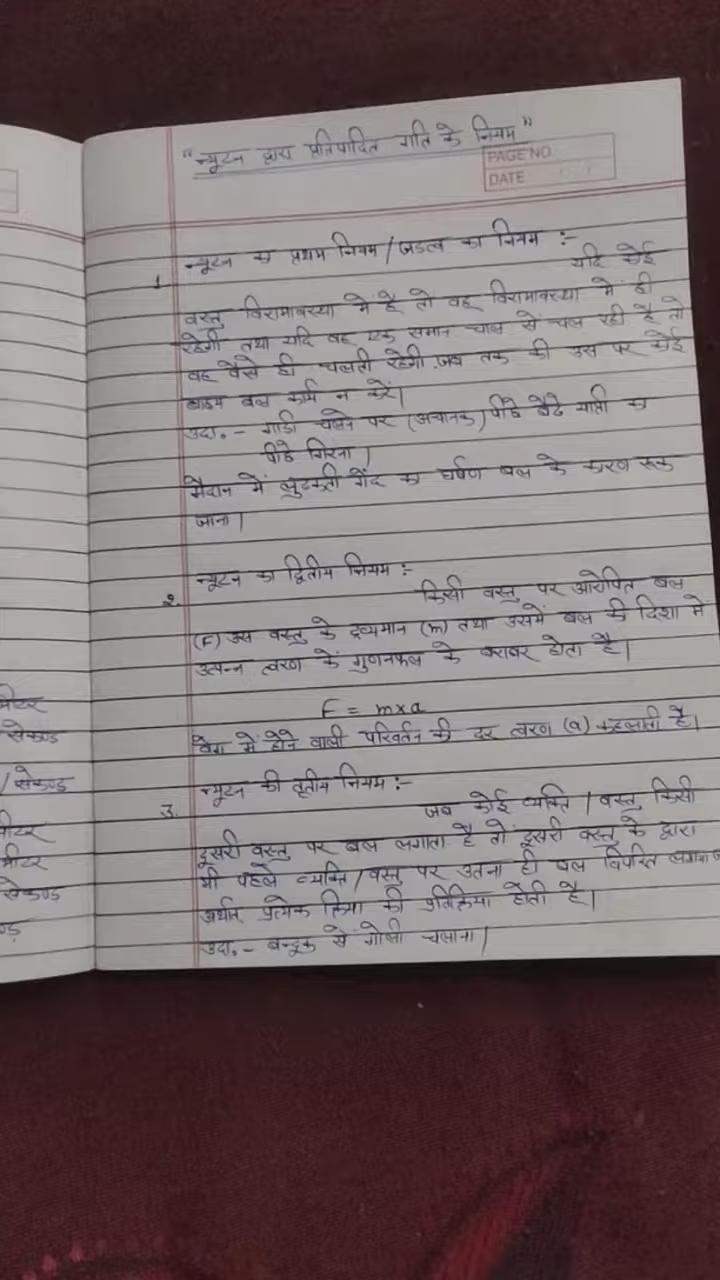 "न्यूटन द्वारा प्रतिपादित गति के नियम"
PAGE NO
DATE
न्यूटन का प्रथम नियम / जडत्व का नियम :-
1.
यदि कोई
वस्तु विरामावस्था में है तो वह विरामावस्था में ही
रहेगी तथा यदि वह एक समान चाल से चल रही है तो
वह वैसे ही चलती रहेगी जब तक की उस पर कोई
बाह्य बल कार्य न करें।
उदा. - गाडी चलने पर (अचानक) पीछे बैठे यात्री का
पीछे गिरना।
मैदान में लुढकती गेंद का घर्षण बल के कारण रूक
जाना।
न्यूटन का द्वितीय नियम :-
2.
किसी वस्तु पर आरोपित बल
(F) उस वस्तु के द्रव्यमान (m) तथा उसमें बल की दिशा में
उत्पन्न त्वरण के गुणनफल के बराबर होता है।
F = m×a
वेग में होने वाली परिवर्तन की दर त्वरण (a) कहलाती है।
न्यूटन की तृतीय नियम :-
3.
जब कोई व्यक्ति / वस्तु किसी
दूसरी वस्तु पर बल लगाता है तो दूसरी वस्तु के द्वारा
भी पहले व्यक्ति / वस्तु पर उतना ही बल विपरित
अर्थात प्रत्येक क्रिया की प्रतिक्रिया होती है।
उदा. - बन्दूक से गोली चलाना।
मीटर
सेकण्ड
/ सेकण्ड
मीटर
मीटर
सेकण्ड